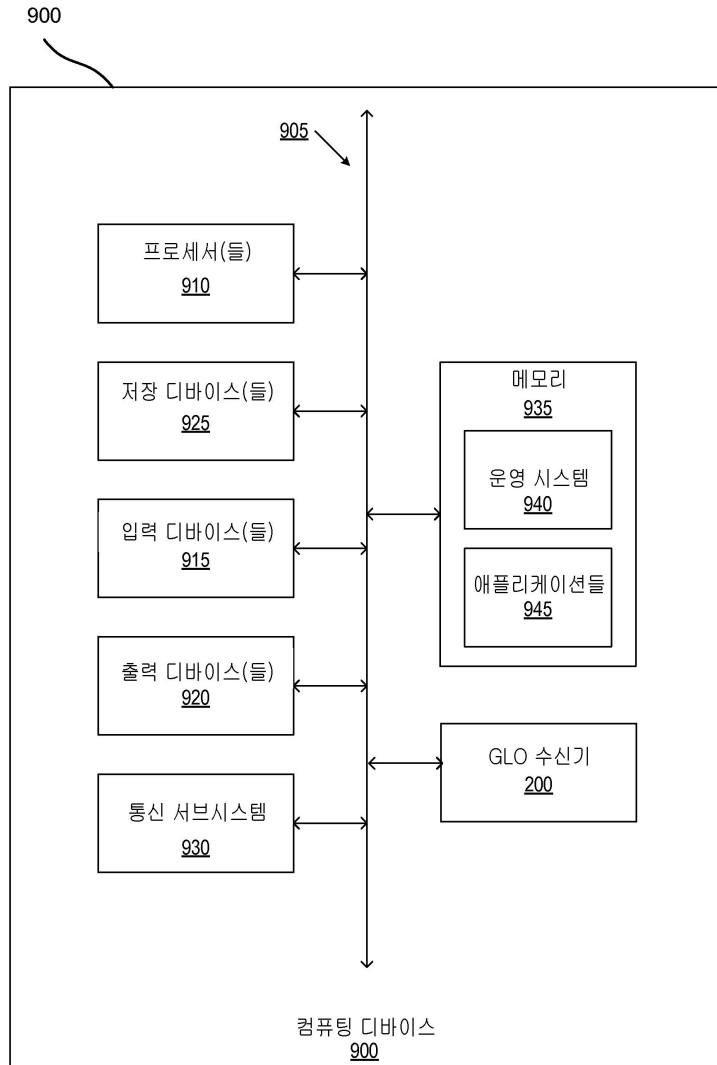 900
905
프로세서(들)
910
저장 디바이스(들)
925
메모리
935
운영 시스템
940
입력 디바이스(들)
915
애플리케이션들
945
출력 디바이스(들)
920
GLO 수신기
200
통신 서브시스템
930
컴퓨팅 디바이스
900